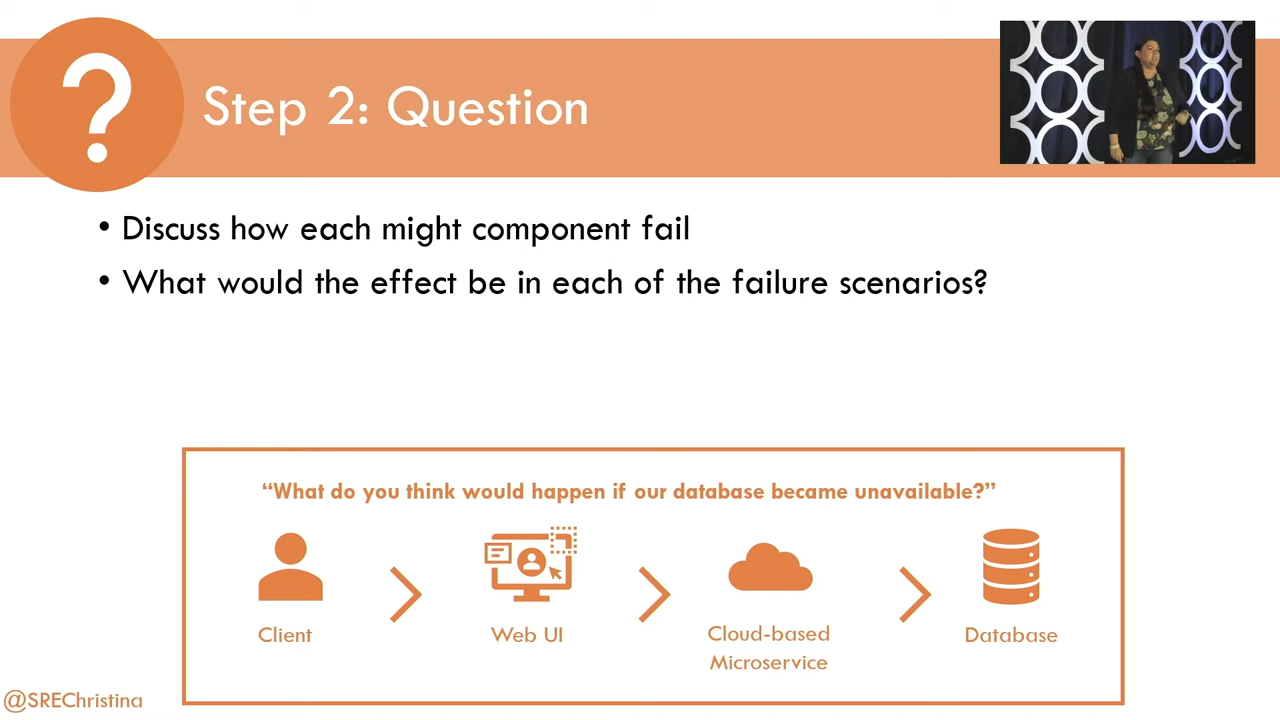 ?
Step 2: Question
• Discuss how each might component fail
• What would the effect be in each of the failure scenarios?
“What do you think would happen if our database became unavailable?”
Client
Web UI
Cloud-based
Microservice
Database
@SREChristina